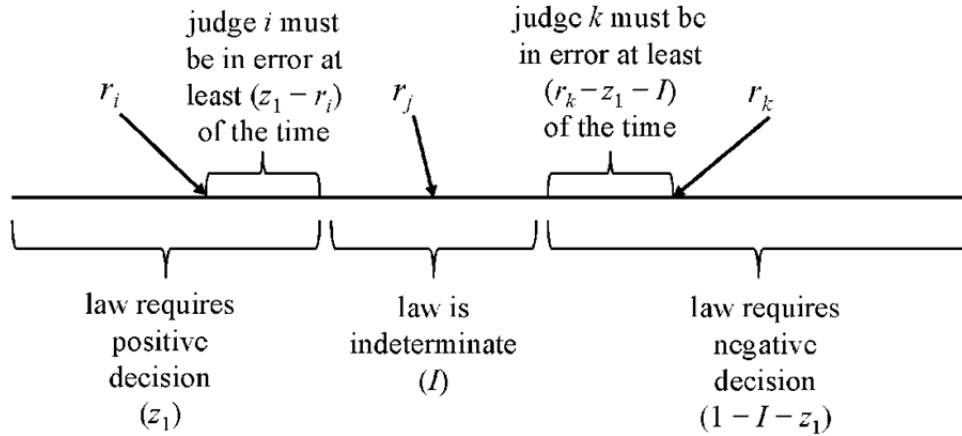 judge i must
be in error at
least (z₁ − rᵢ)
of the time
judge k must be
in error at least
(rₖ − z₁ − I)
of the time
rᵢ
rⱼ
rₖ
law requires
positive
decision
(z₁)
law is
indeterminate
(I)
law requires
negative
decision
(1 − I − z₁)